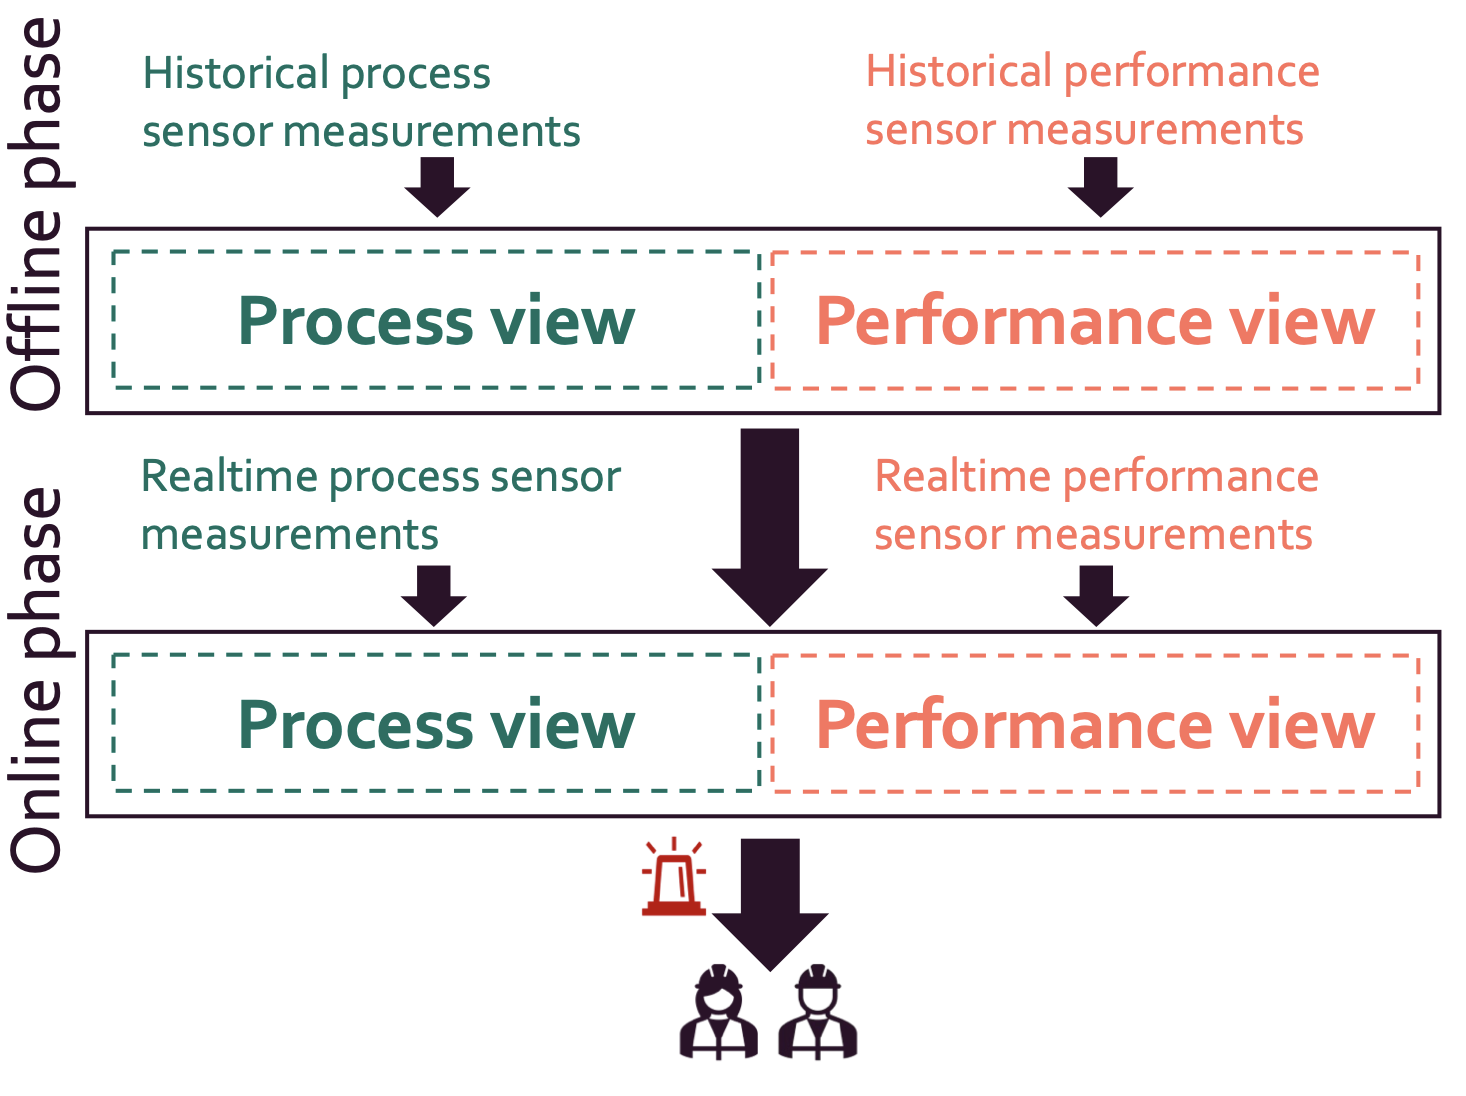 Offline phase
Historical process
sensor measurements
Historical performance
sensor measurements
Process view
Performance view
Online phase
Realtime process sensor
measurements
Realtime performance
sensor measurements
Process view
Performance view